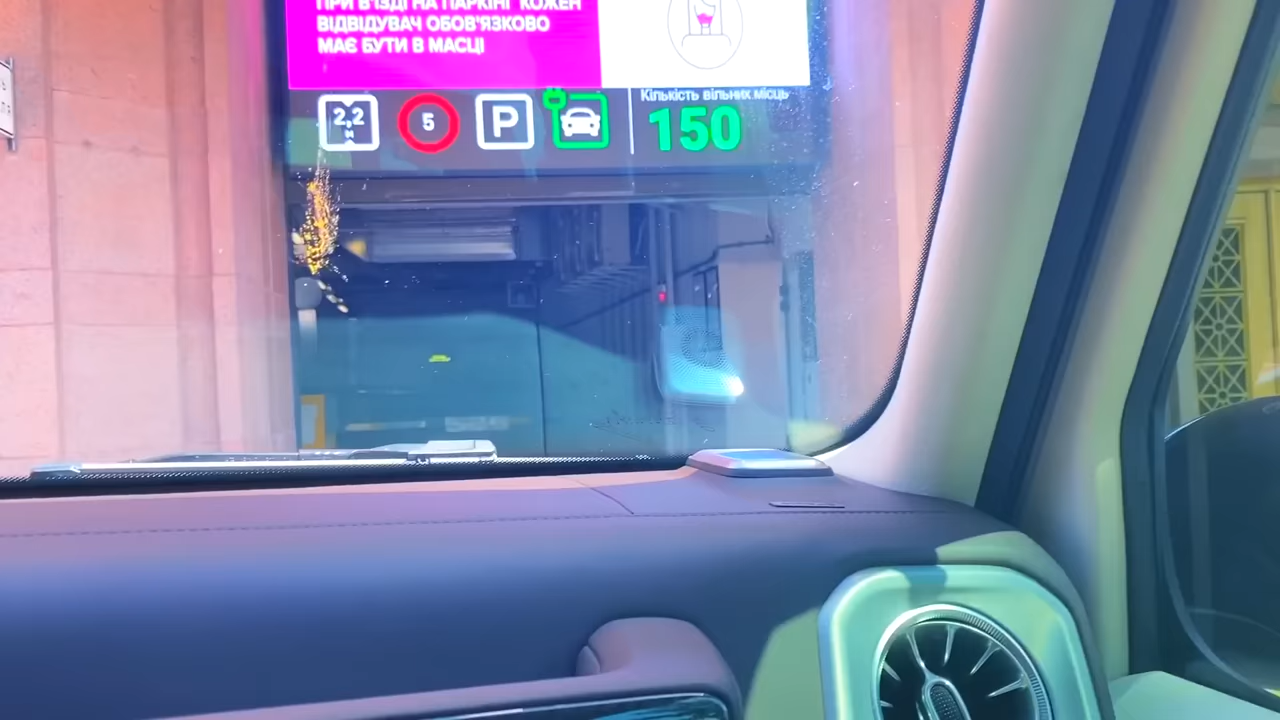 ПРИ В'ЇЗДІ НА ПАРКІНГ КОЖЕН
ВІДВІДУВАЧ ОБОВ'ЯЗКОВО
МАЄ БУТИ В МАСЦІ
2,2
м
5
P
Кількість вільних місць
150